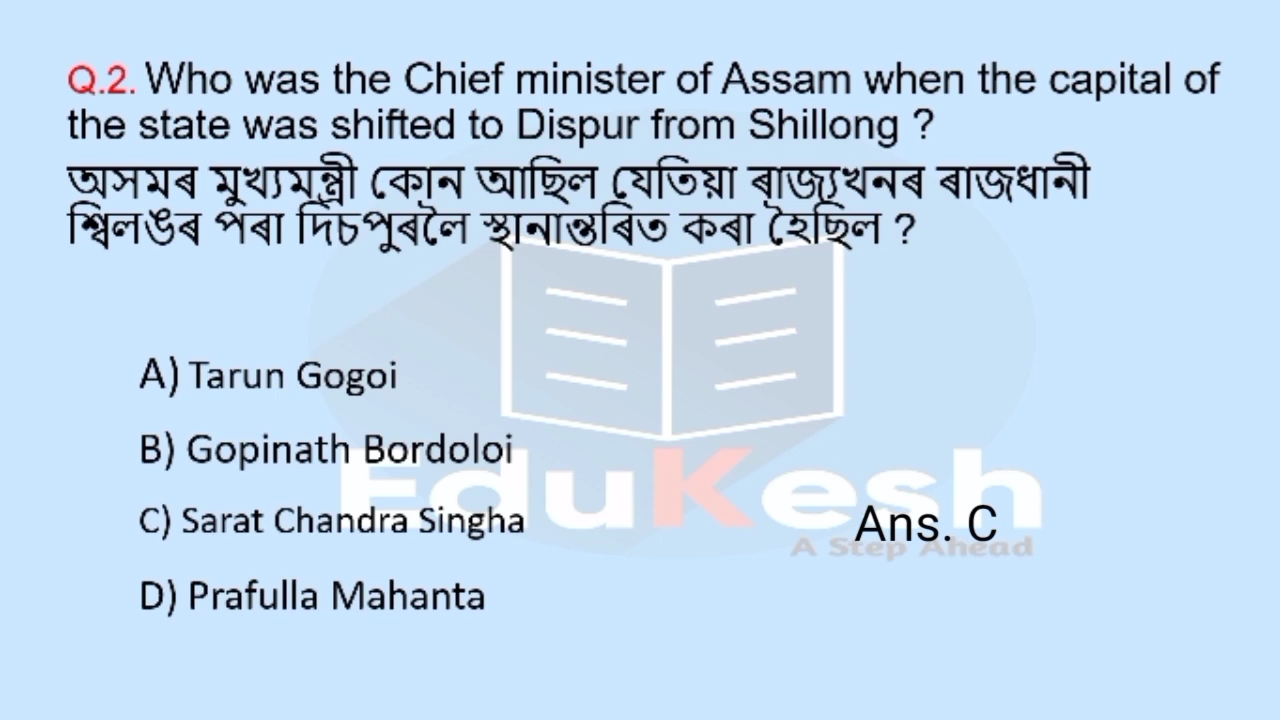 Q.2. Who was the Chief minister of Assam when the capital of
the state was shifted to Dispur from Shillong ?
অসমৰ মুখ্যমন্ত্ৰী কোন আছিল যেতিয়া ৰাজ্যখনৰ ৰাজধানী
শ্বিলঙৰ পৰা দিচপুৰলৈ স্থানান্তৰিত কৰা হৈছিল ?
A) Tarun Gogoi
B) Gopinath Bordoloi
C) Sarat Chandra Singha
Ans. C
D) Prafulla Mahanta
EduKesh
A Step Ahead